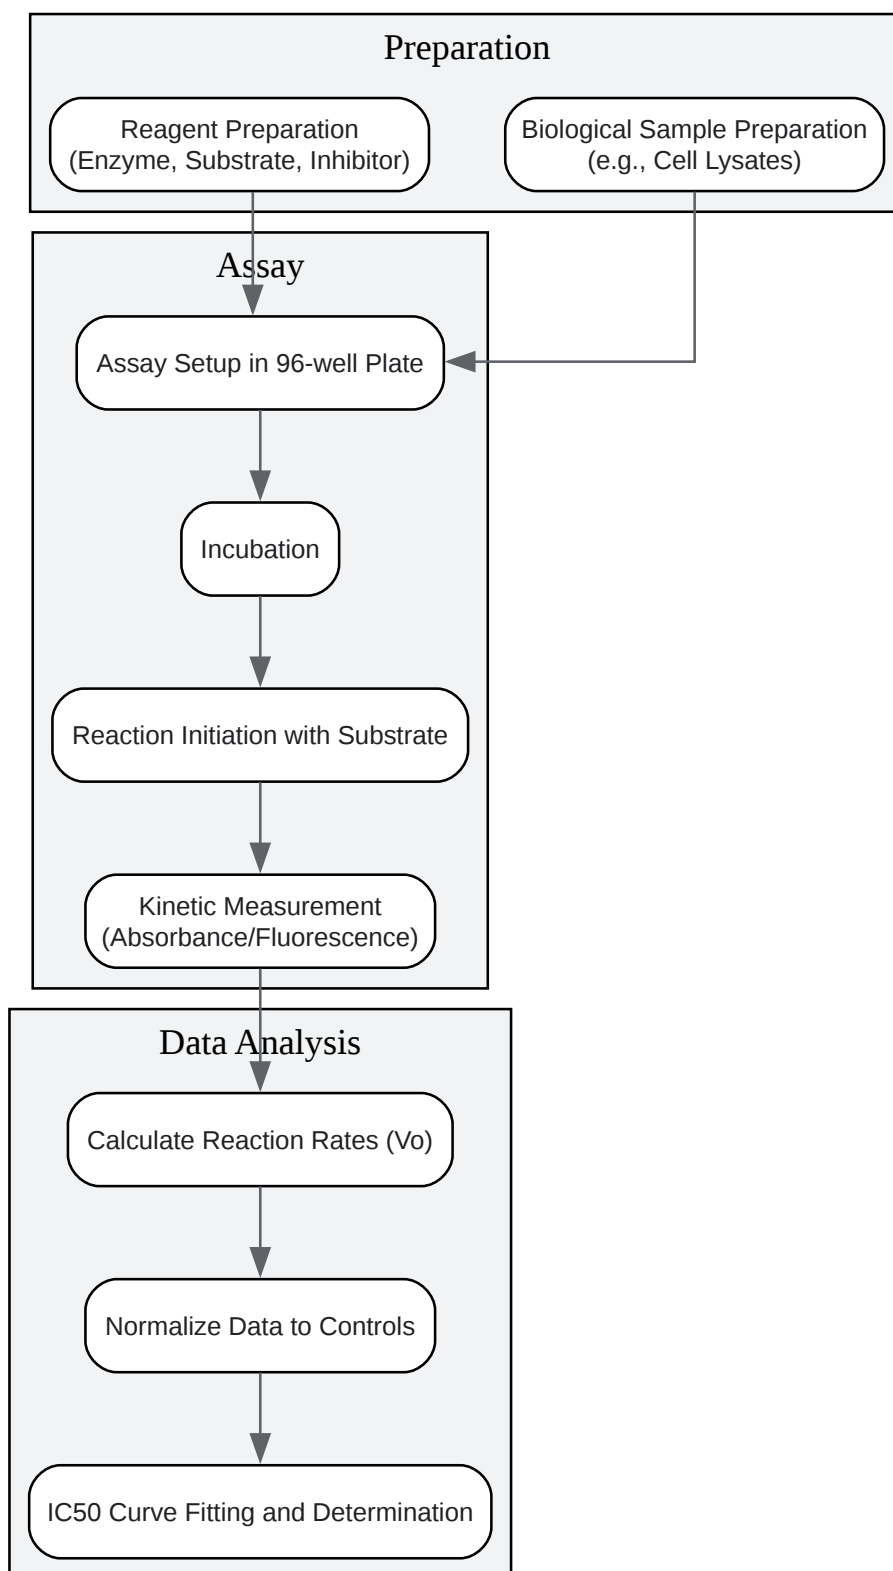 Preparation
Reagent Preparation
(Enzyme, Substrate, Inhibitor)
Biological Sample Preparation
(e.g., Cell Lysates)
Assay
Assay Setup in 96-well Plate
Incubation
Reaction Initiation with Substrate
Kinetic Measurement
(Absorbance/Fluorescence)
Data Analysis
Calculate Reaction Rates (Vo)
Normalize Data to Controls
IC50 Curve Fitting and Determination